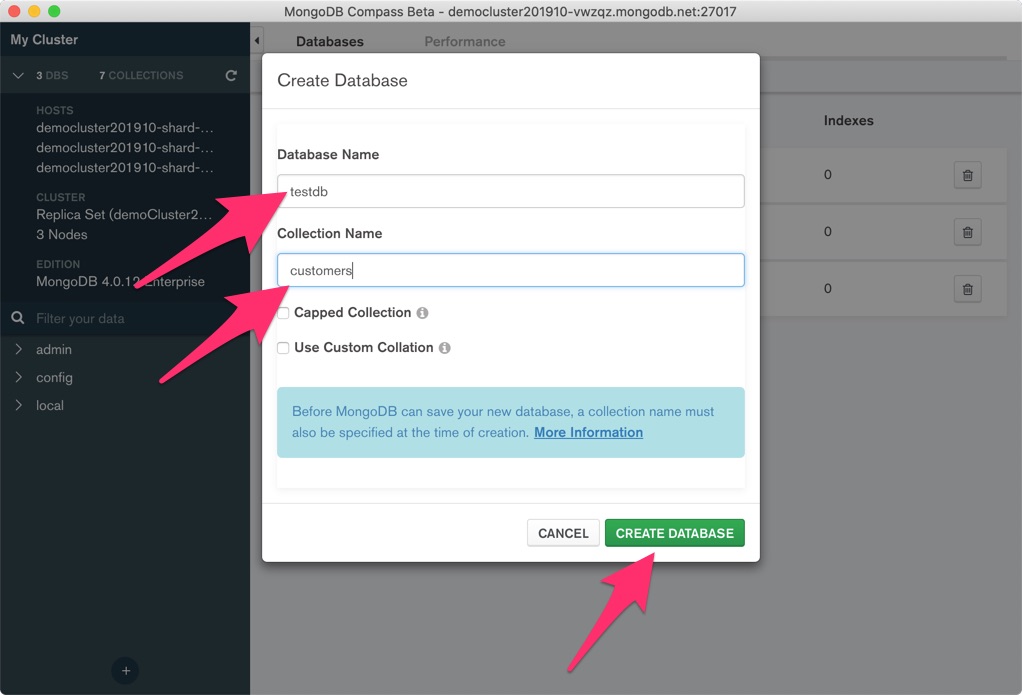 MongoDB Compass Beta - democluster201910-vwzqz.mongodb.net:27017
My Cluster
3 DBS 7 COLLECTIONS
HOSTS
democluster201910-shard-...
democluster201910-shard-...
democluster201910-shard-...
CLUSTER
Replica Set (demoCluster2...
3 Nodes
EDITION
MongoDB 4.0.12 Enterprise
Filter your data
admin
config
local
Databases Performance
Indexes
0
0
0
Create Database
Database Name
testdb
Collection Name
customers
Capped Collection
Use Custom Collation
Before MongoDB can save your new database, a collection name must
also be specified at the time of creation. More Information
CANCEL CREATE DATABASE